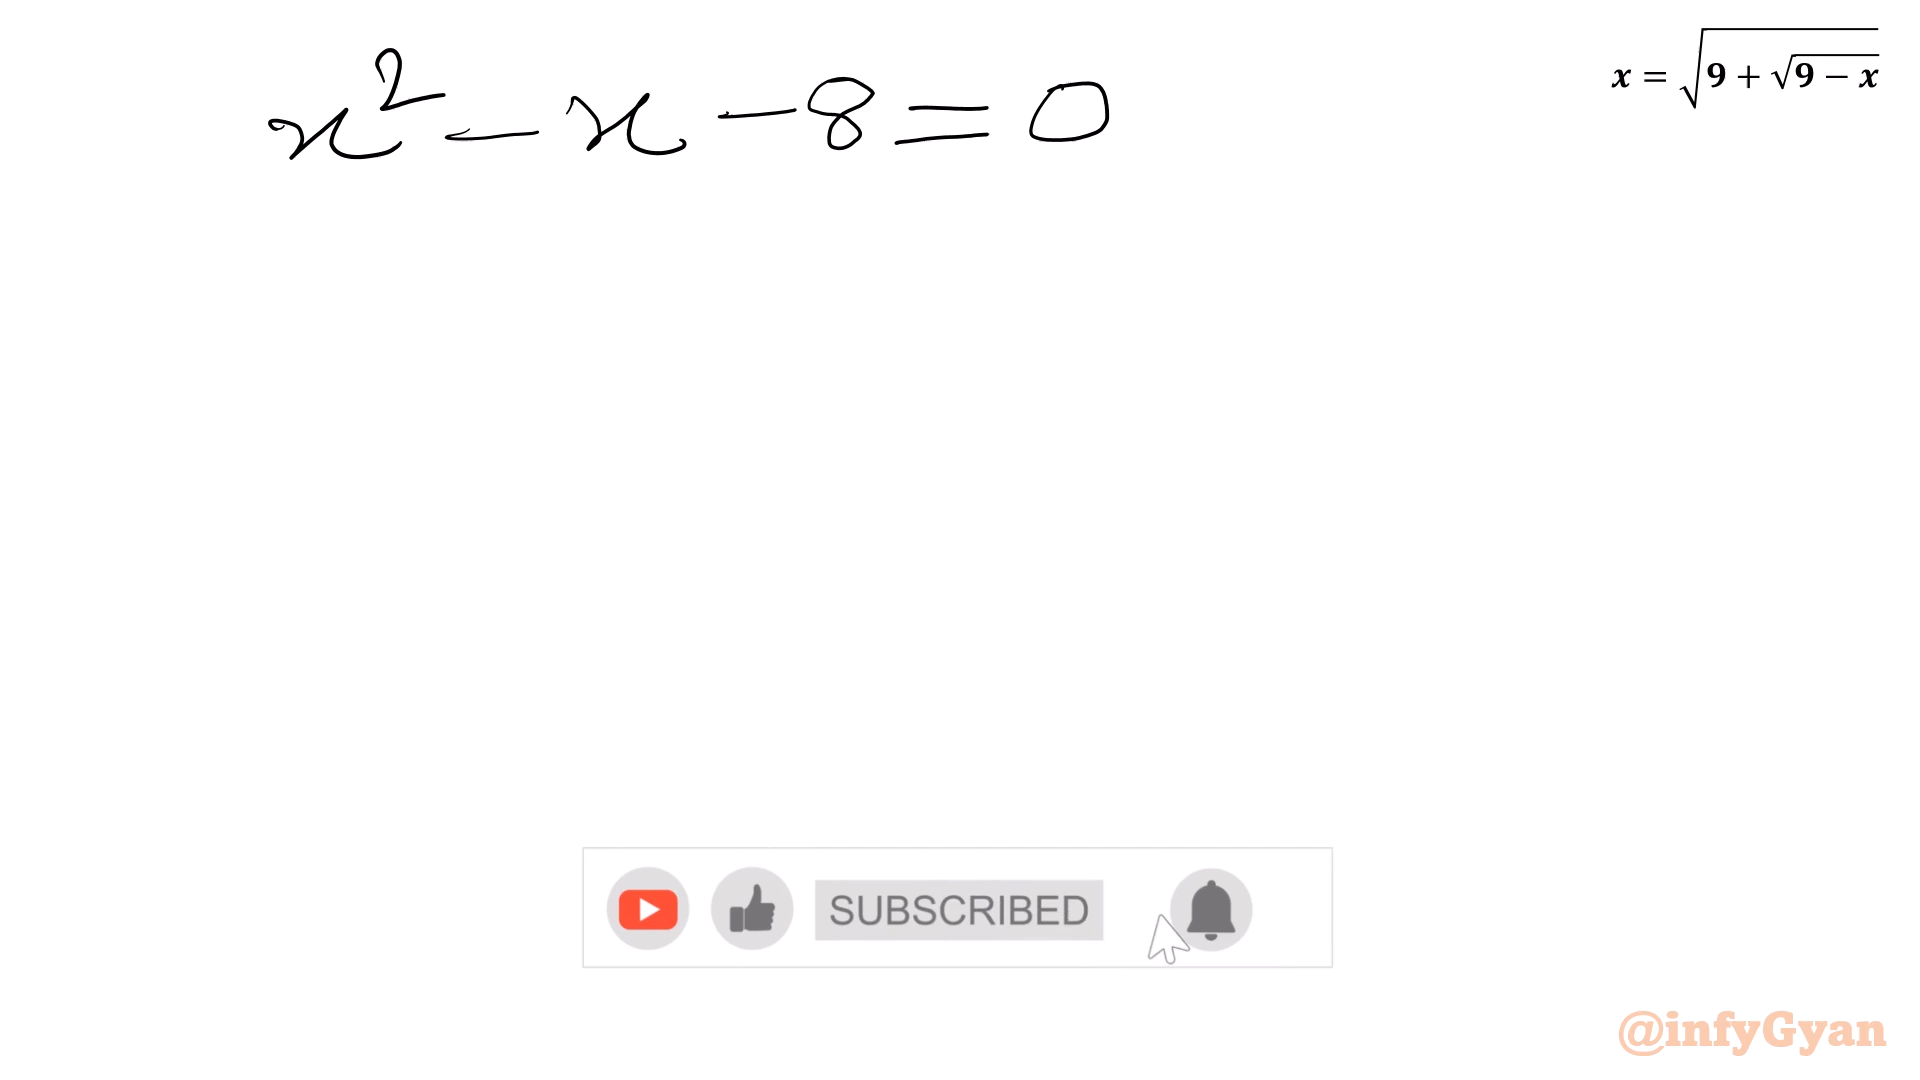 x² - x - 8 = 0
x = √(9 + √(9 − x))
SUBSCRIBED
@infyGyan